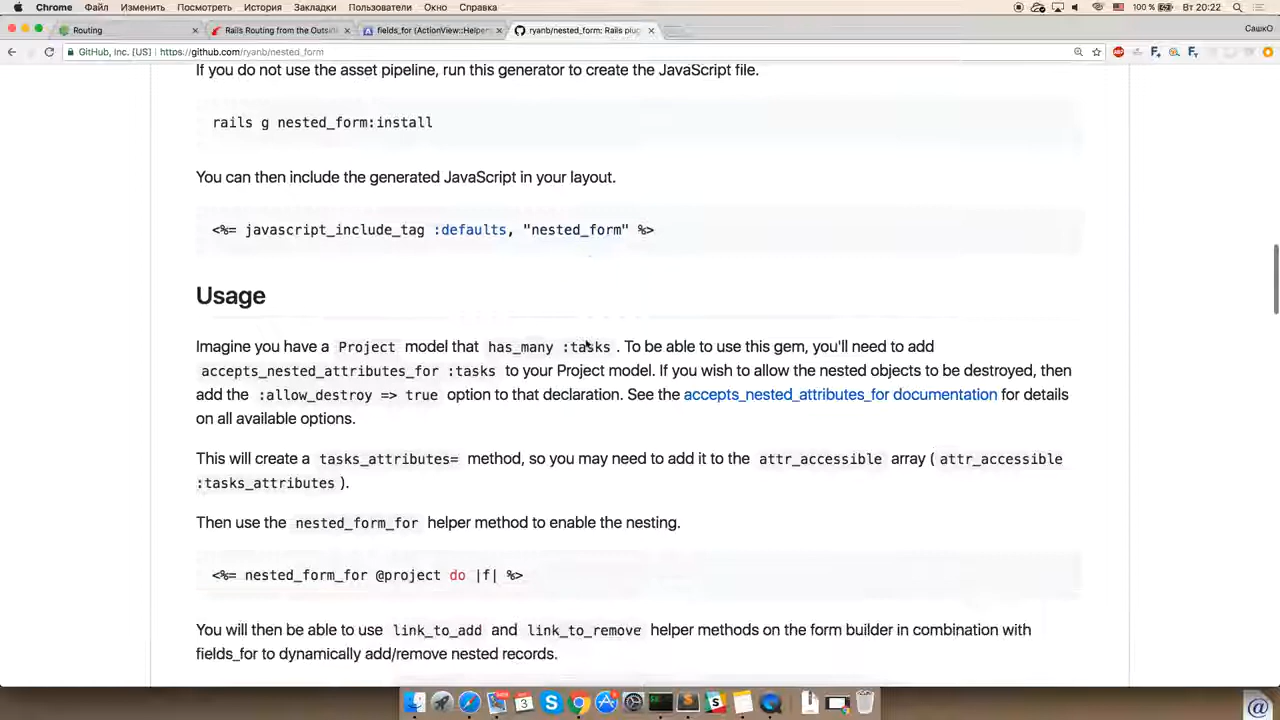 Chrome Файл Изменить Посмотреть История Закладки Пользователи Окно Справка 100 % Вт 20:22
Routing Rails Routing from the Outsi fields_for (ActionView::Helper ryanb/nested_form: Rails plug СашкО
GitHub, Inc. [US] https://github.com/ryanb/nested_form
If you do not use the asset pipeline, run this generator to create the JavaScript file.
rails g nested_form:install
You can then include the generated JavaScript in your layout.
<%= javascript_include_tag :defaults, "nested_form" %>
Usage
Imagine you have a Project model that has_many :tasks . To be able to use this gem, you'll need to add
accepts_nested_attributes_for :tasks to your Project model. If you wish to allow the nested objects to be destroyed, then
add the :allow_destroy => true option to that declaration. See the accepts_nested_attributes_for documentation for details
on all available options.
This will create a tasks_attributes= method, so you may need to add it to the attr_accessible array ( attr_accessible
:tasks_attributes ).
Then use the nested_form_for helper method to enable the nesting.
<%= nested_form_for @project do |f| %>
You will then be able to use link_to_add and link_to_remove helper methods on the form builder in combination with
fields_for to dynamically add/remove nested records.